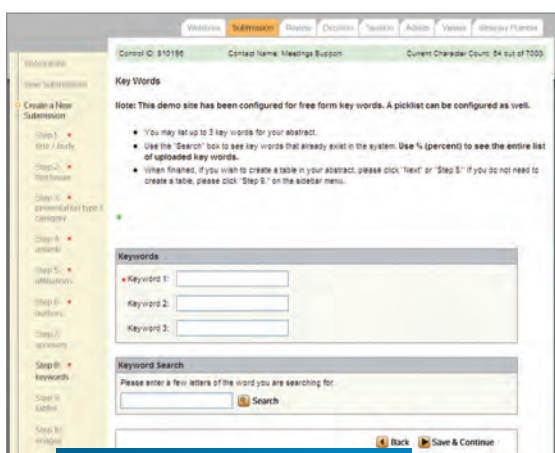 Welcome Submission Review Decision Session Admin Viewer Itinerary Planner
Control ID: 810196 Contact Name: Meetings Support Current Character Count: 54 out of 7000
View Submissions
Create a New
Submission
Key Words
Note: This demo site has been configured for free form key words. A picklist can be configured as well.
You may list up to 3 key words for your abstract.
Use the "Search" box to see key words that already exist in the system. Use % (percent) to see the entire list
of uploaded key words.
When finished, if you wish to create a table in your abstract, please click "Next" or "Step 8." If you do not need to
create a table, please click "Step 9." on the sidebar menu.
Step 1:
title / body
Step 2:
disclosure
Step 3:
presentation type /
category
Step 4:
awards
Step 5:
affiliations
Step 6:
authors
Step 7:
sponsors
Step 8:
keywords
Step 9:
tables
Step 10:
images
Keywords
Keyword 1:
Keyword 2:
Keyword 3:
Keyword Search
Please enter a few letters of the word you are searching for:
Search
Back Save & Continue